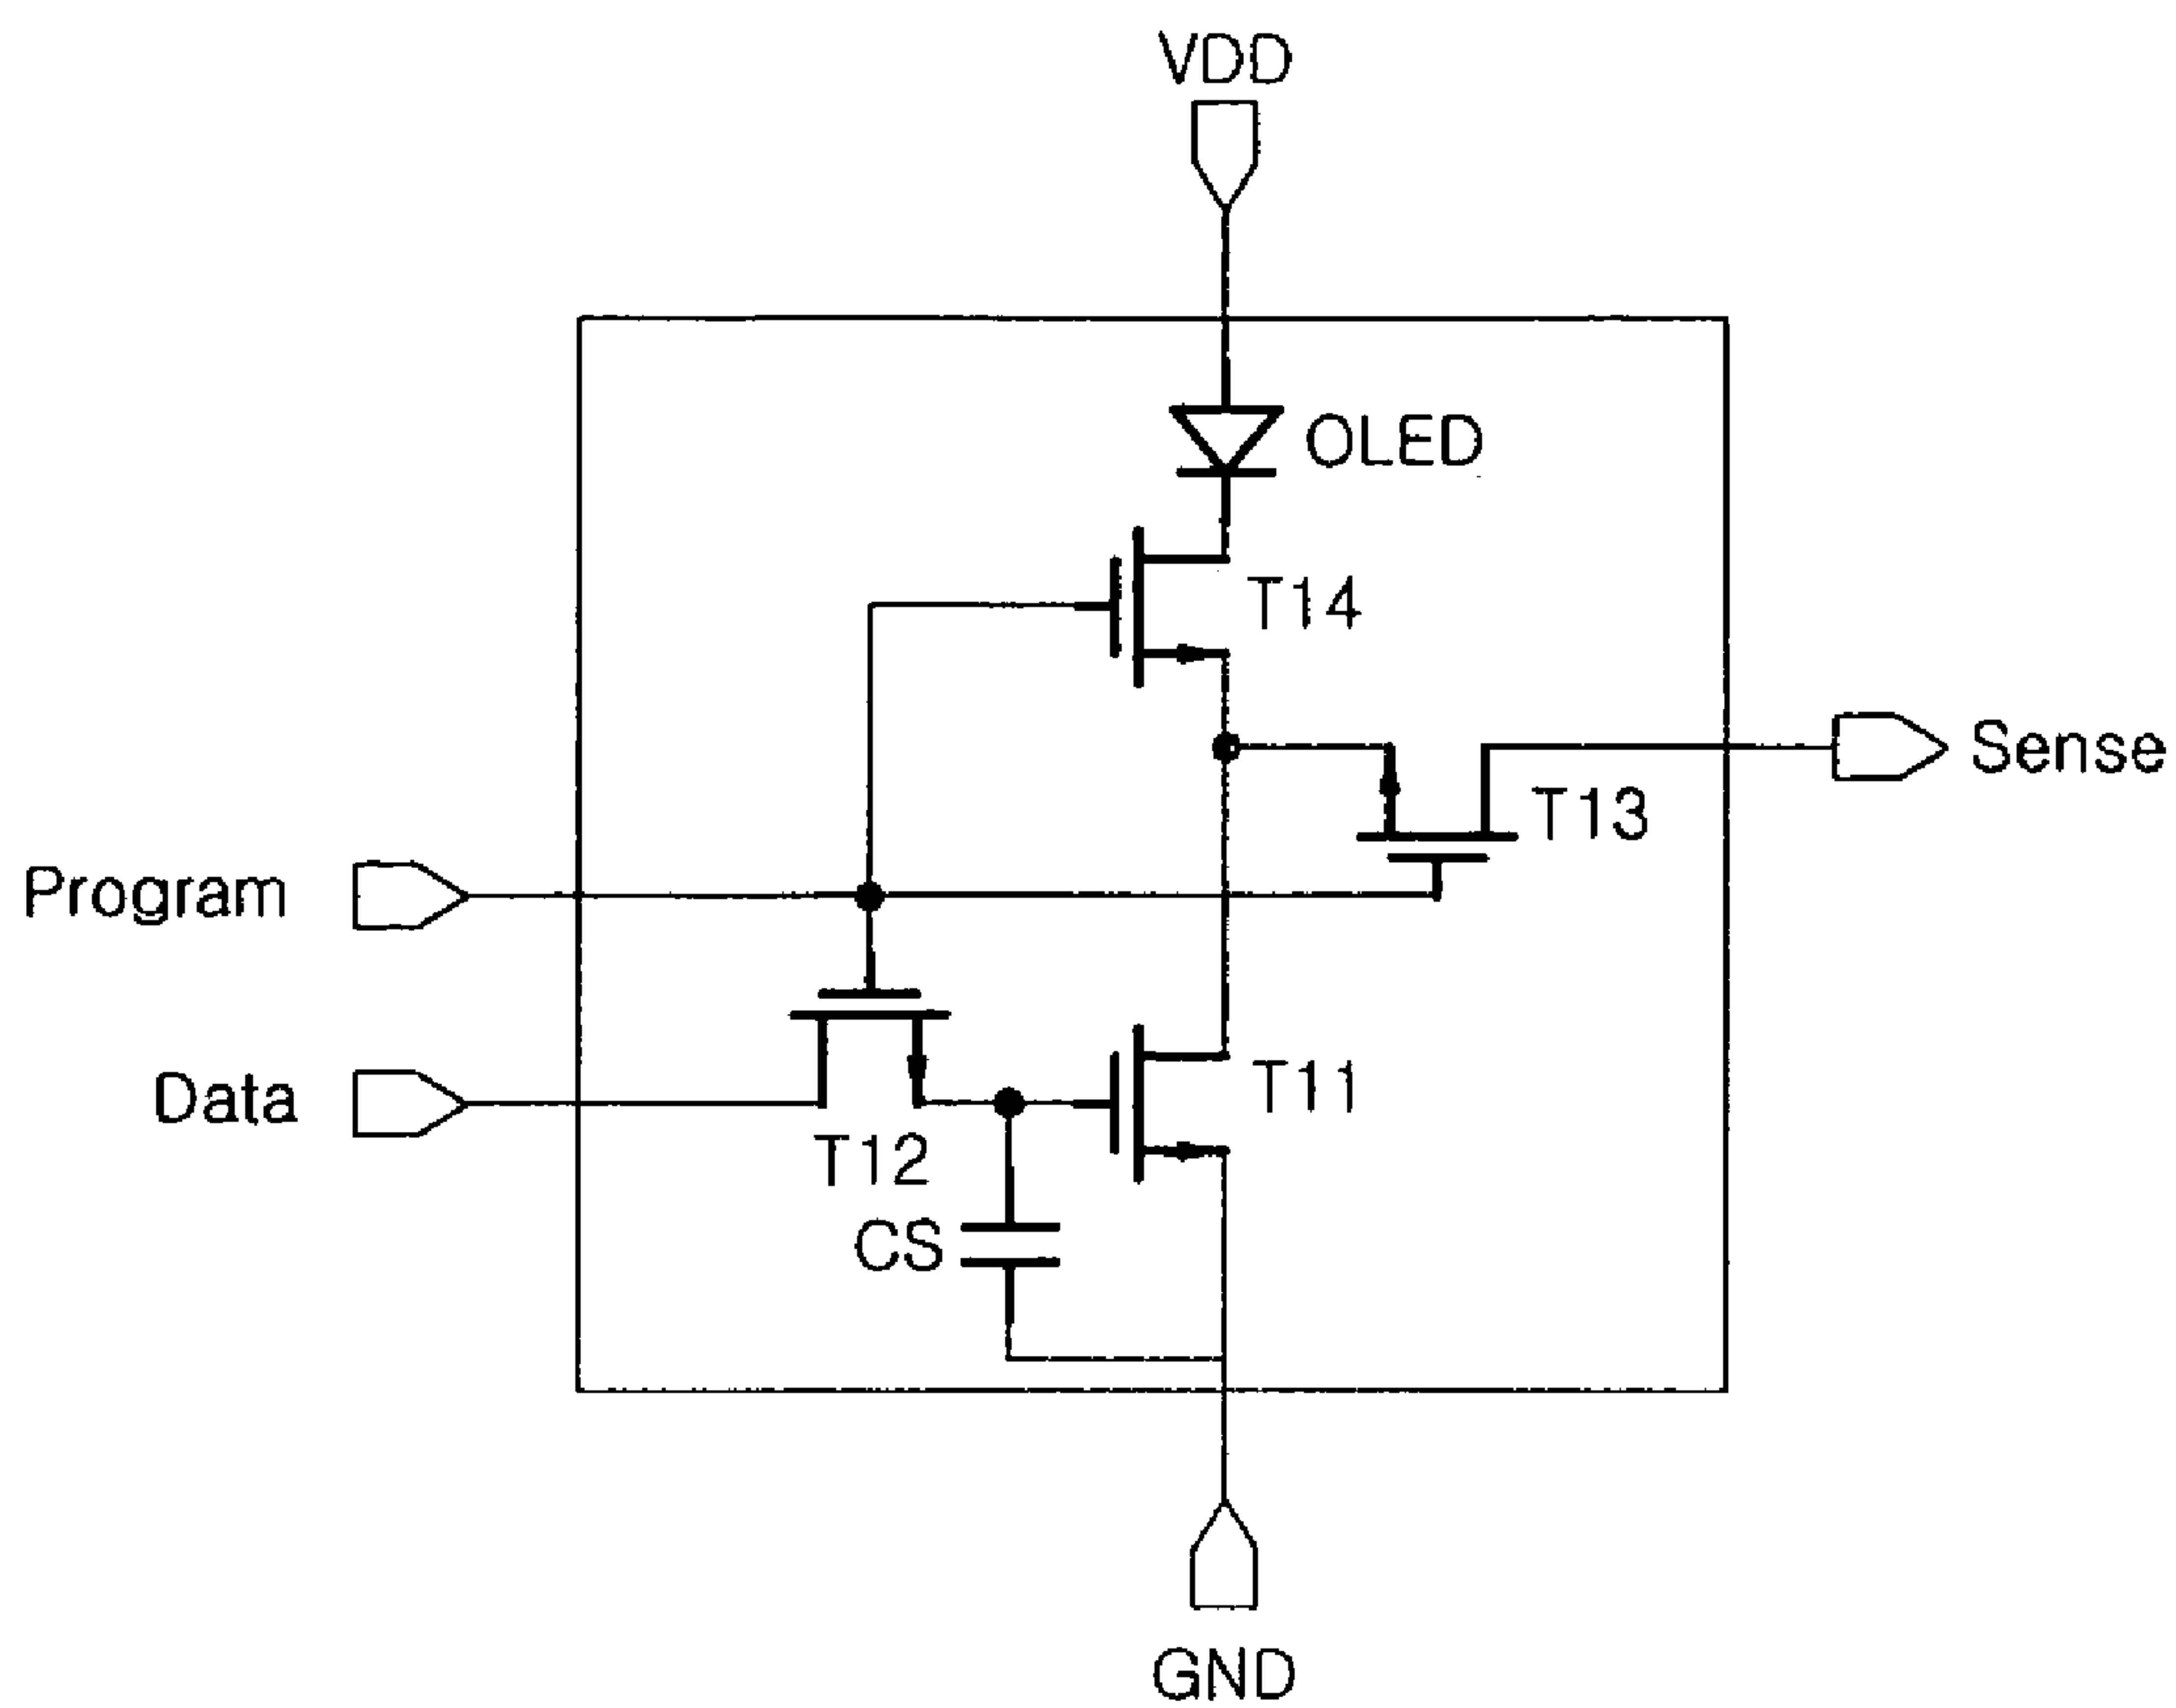 VDD
OLED
T14
Sense
T13
Program
Data
T11
T12
CS
GND